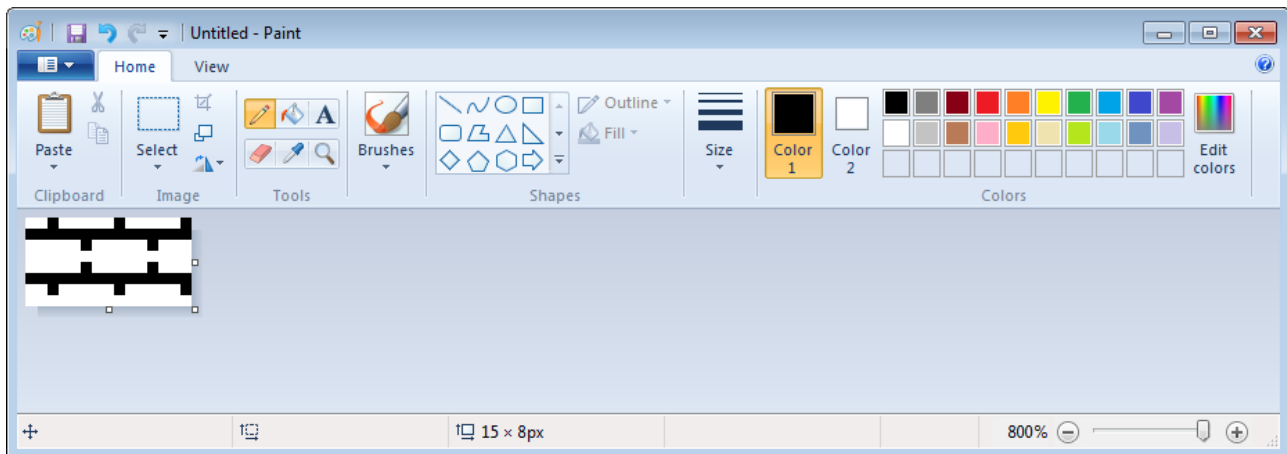 Untitled - Paint
Home View
Paste Select Brushes Outline Fill Size Color 1 Color 2 Edit colors
Clipboard Image Tools Shapes Colors
15 × 8px 800%